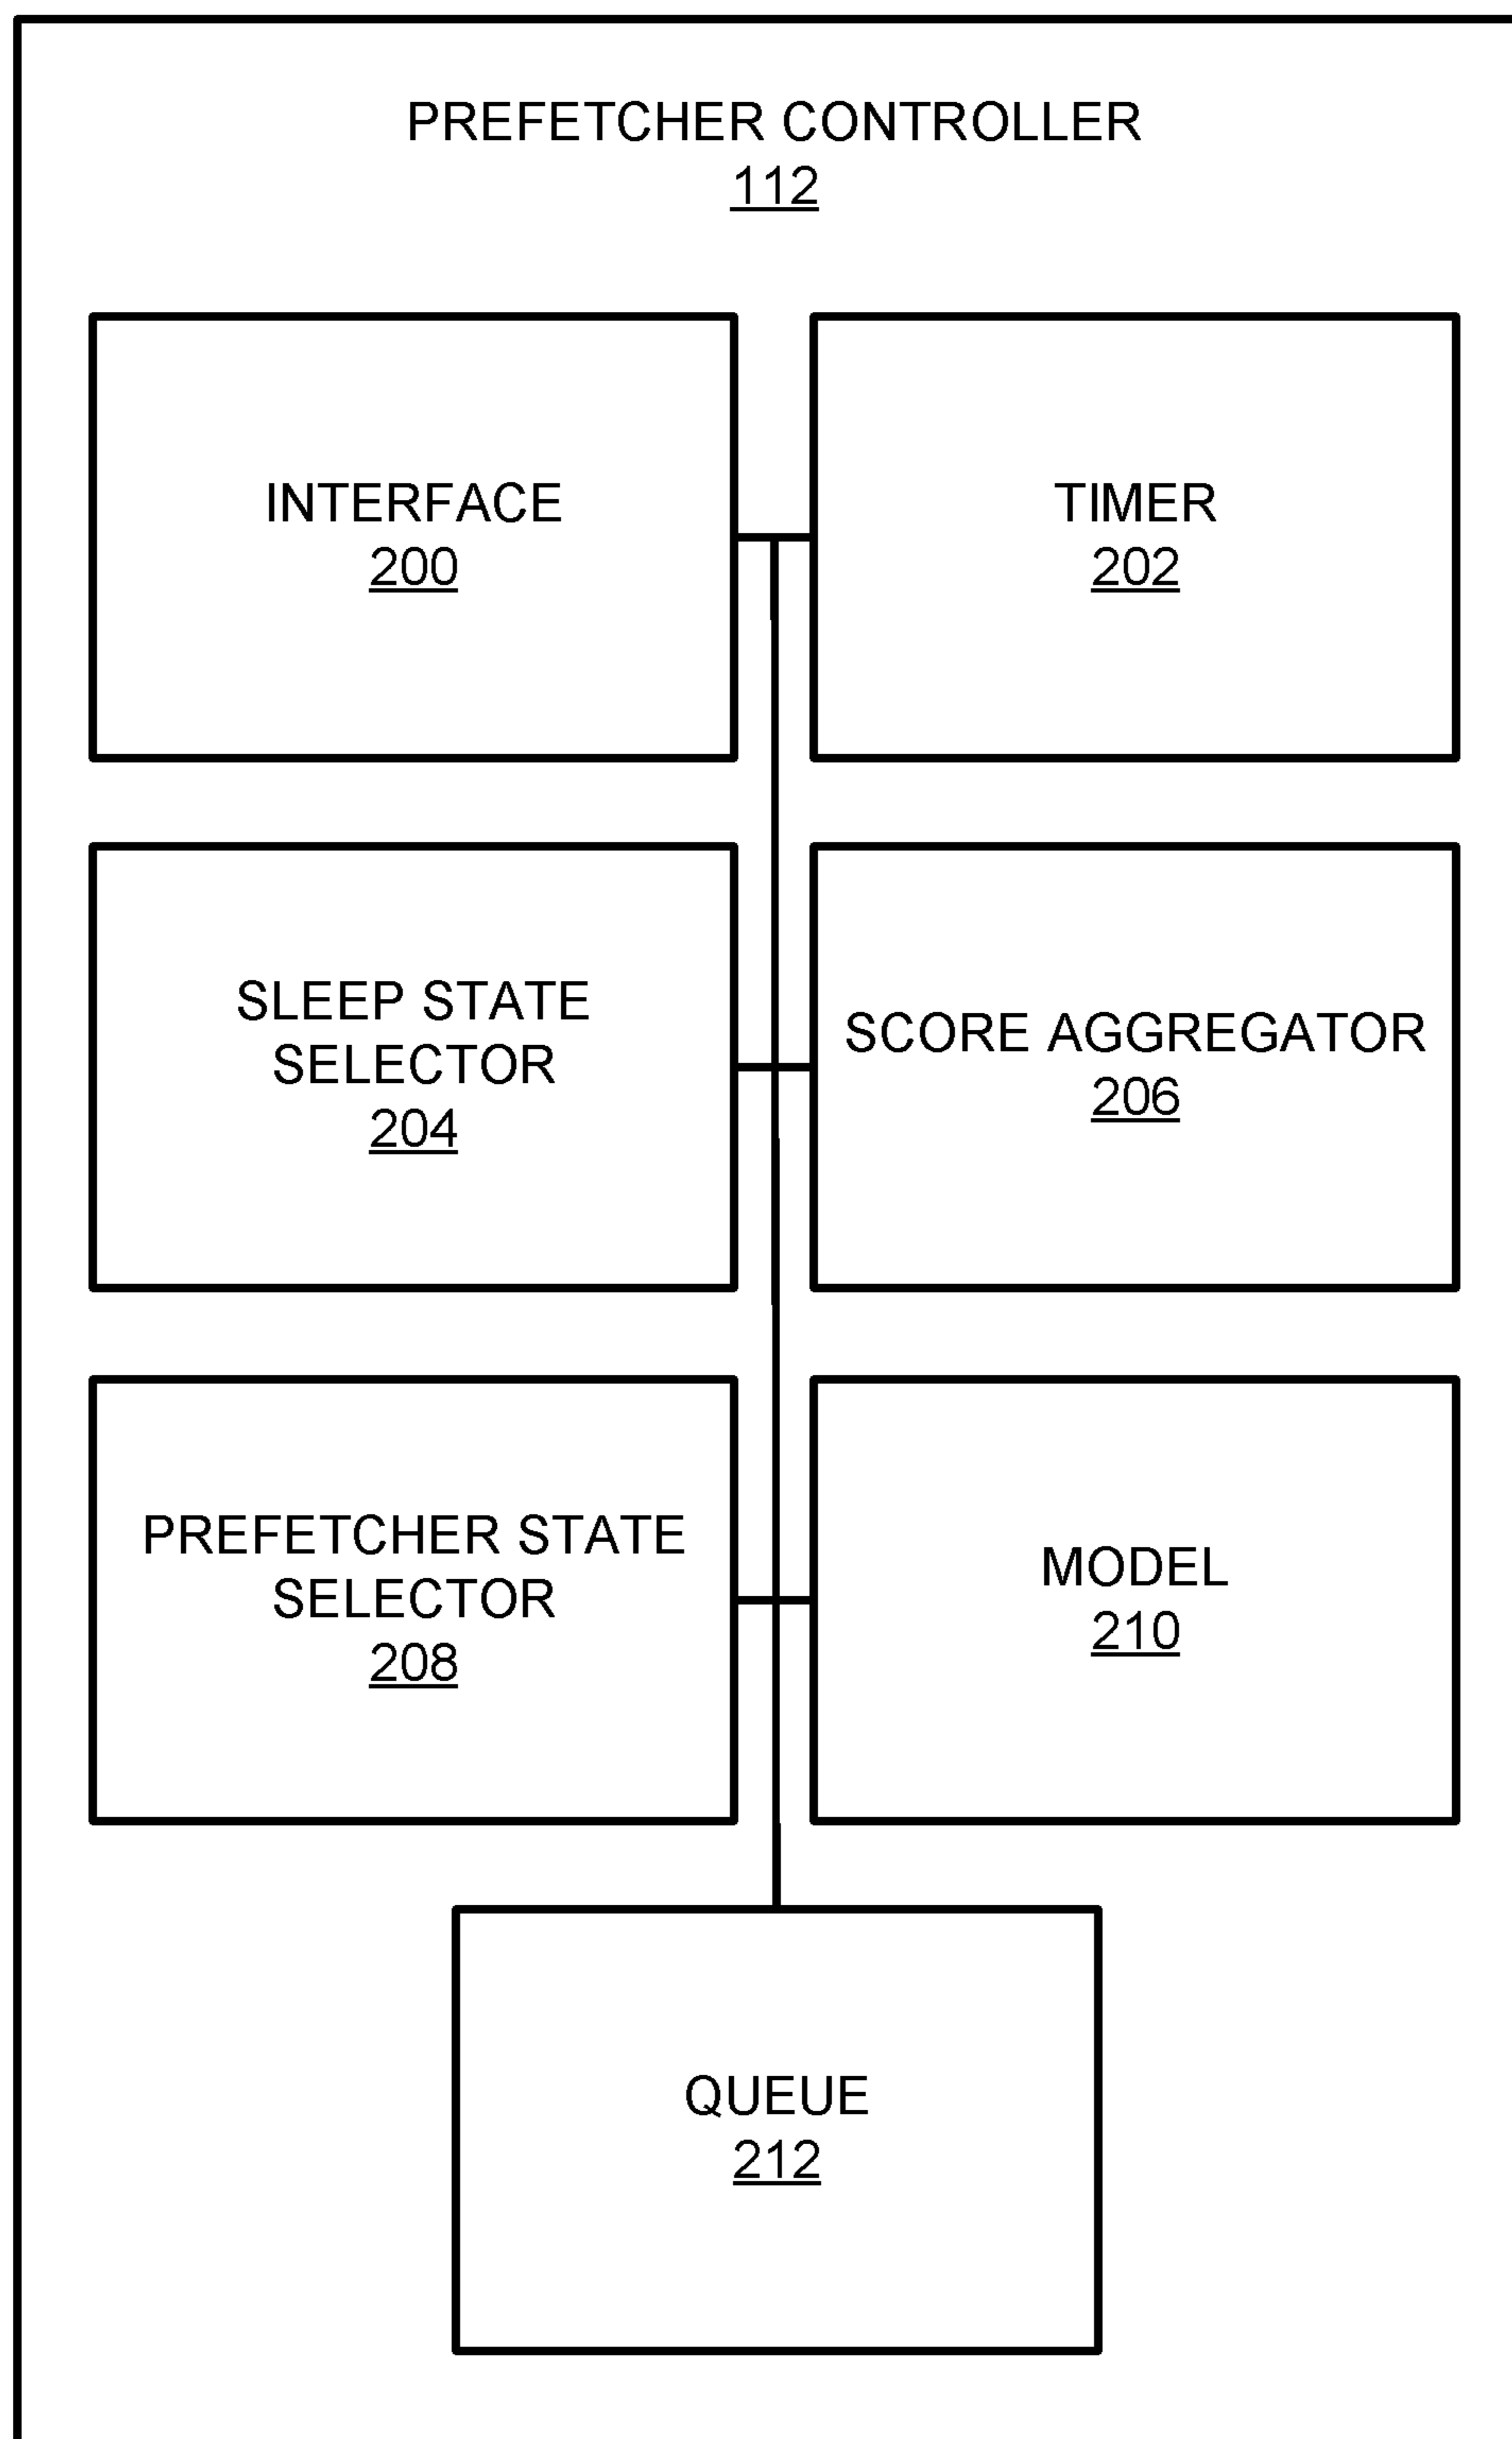 PREFETCHER CONTROLLER
112
INTERFACE
200
TIMER
202
SLEEP STATE
SELECTOR
204
SCORE AGGREGATOR
206
PREFETCHER STATE
SELECTOR
208
MODEL
210
QUEUE
212